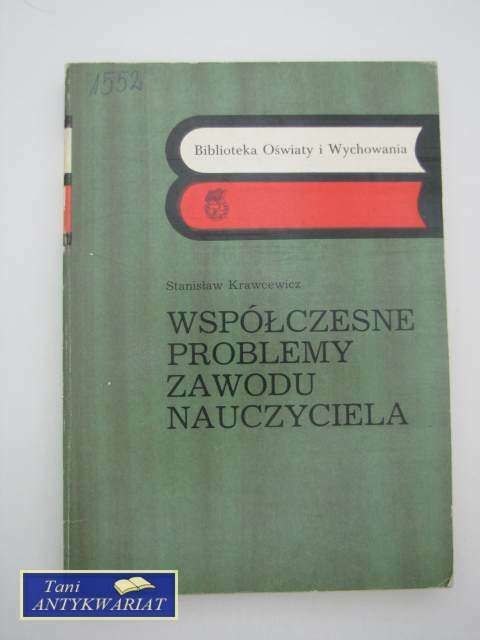 1552
Biblioteka Oświaty i Wychowania
Stanisław Krawcewicz
WSPÓŁCZESNE
PROBLEMY
ZAWODU
NAUCZYCIELA
Tani
ANTYKWARIAT